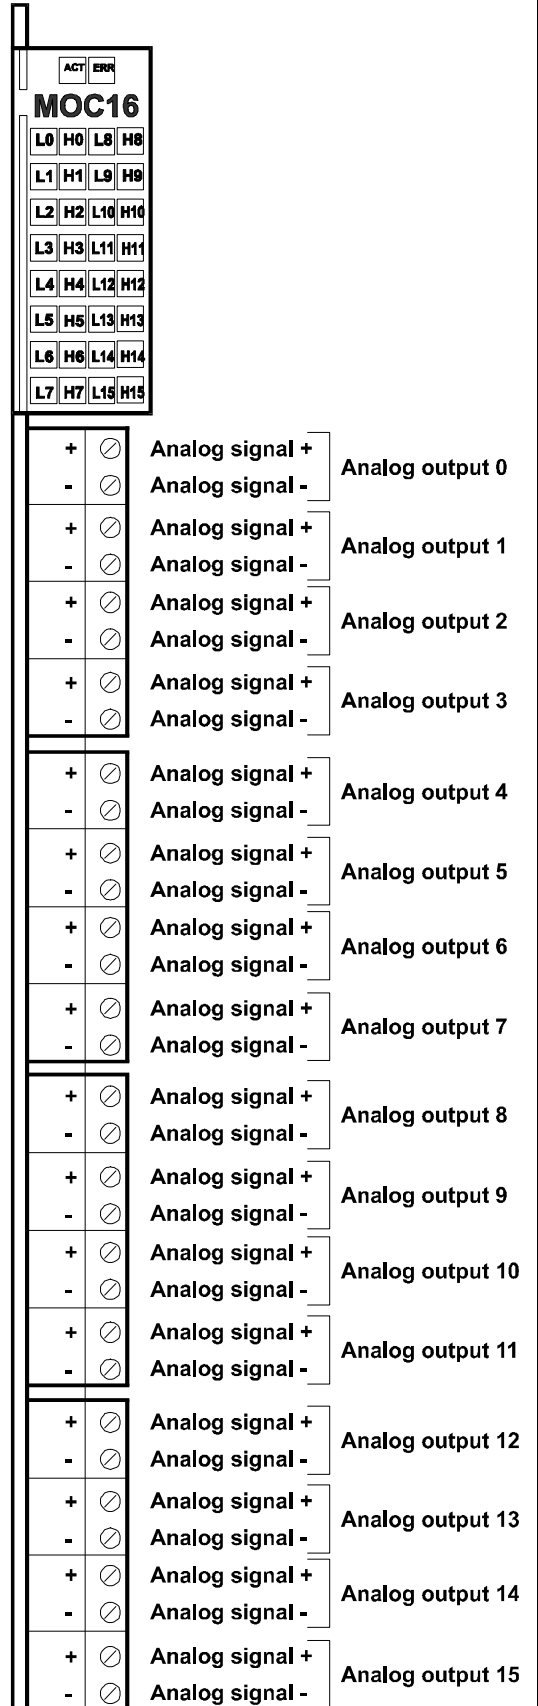 ACT ERR
MOC16
L0 H0 L8 H8
L1 H1 L9 H9
L2 H2 L10 H10
L3 H3 L11 H11
L4 H4 L12 H12
L5 H5 L13 H13
L6 H6 L14 H14
L7 H7 L15 H15
+ Analog signal +
Analog output 0
- Analog signal -
+ Analog signal +
Analog output 1
- Analog signal -
+ Analog signal +
Analog output 2
- Analog signal -
+ Analog signal +
Analog output 3
- Analog signal -
+ Analog signal +
Analog output 4
- Analog signal -
+ Analog signal +
Analog output 5
- Analog signal -
+ Analog signal +
Analog output 6
- Analog signal -
+ Analog signal +
Analog output 7
- Analog signal -
+ Analog signal +
Analog output 8
- Analog signal -
+ Analog signal +
Analog output 9
- Analog signal -
+ Analog signal +
Analog output 10
- Analog signal -
+ Analog signal +
Analog output 11
- Analog signal -
+ Analog signal +
Analog output 12
- Analog signal -
+ Analog signal +
Analog output 13
- Analog signal -
+ Analog signal +
Analog output 14
- Analog signal -
+ Analog signal +
Analog output 15
- Analog signal -